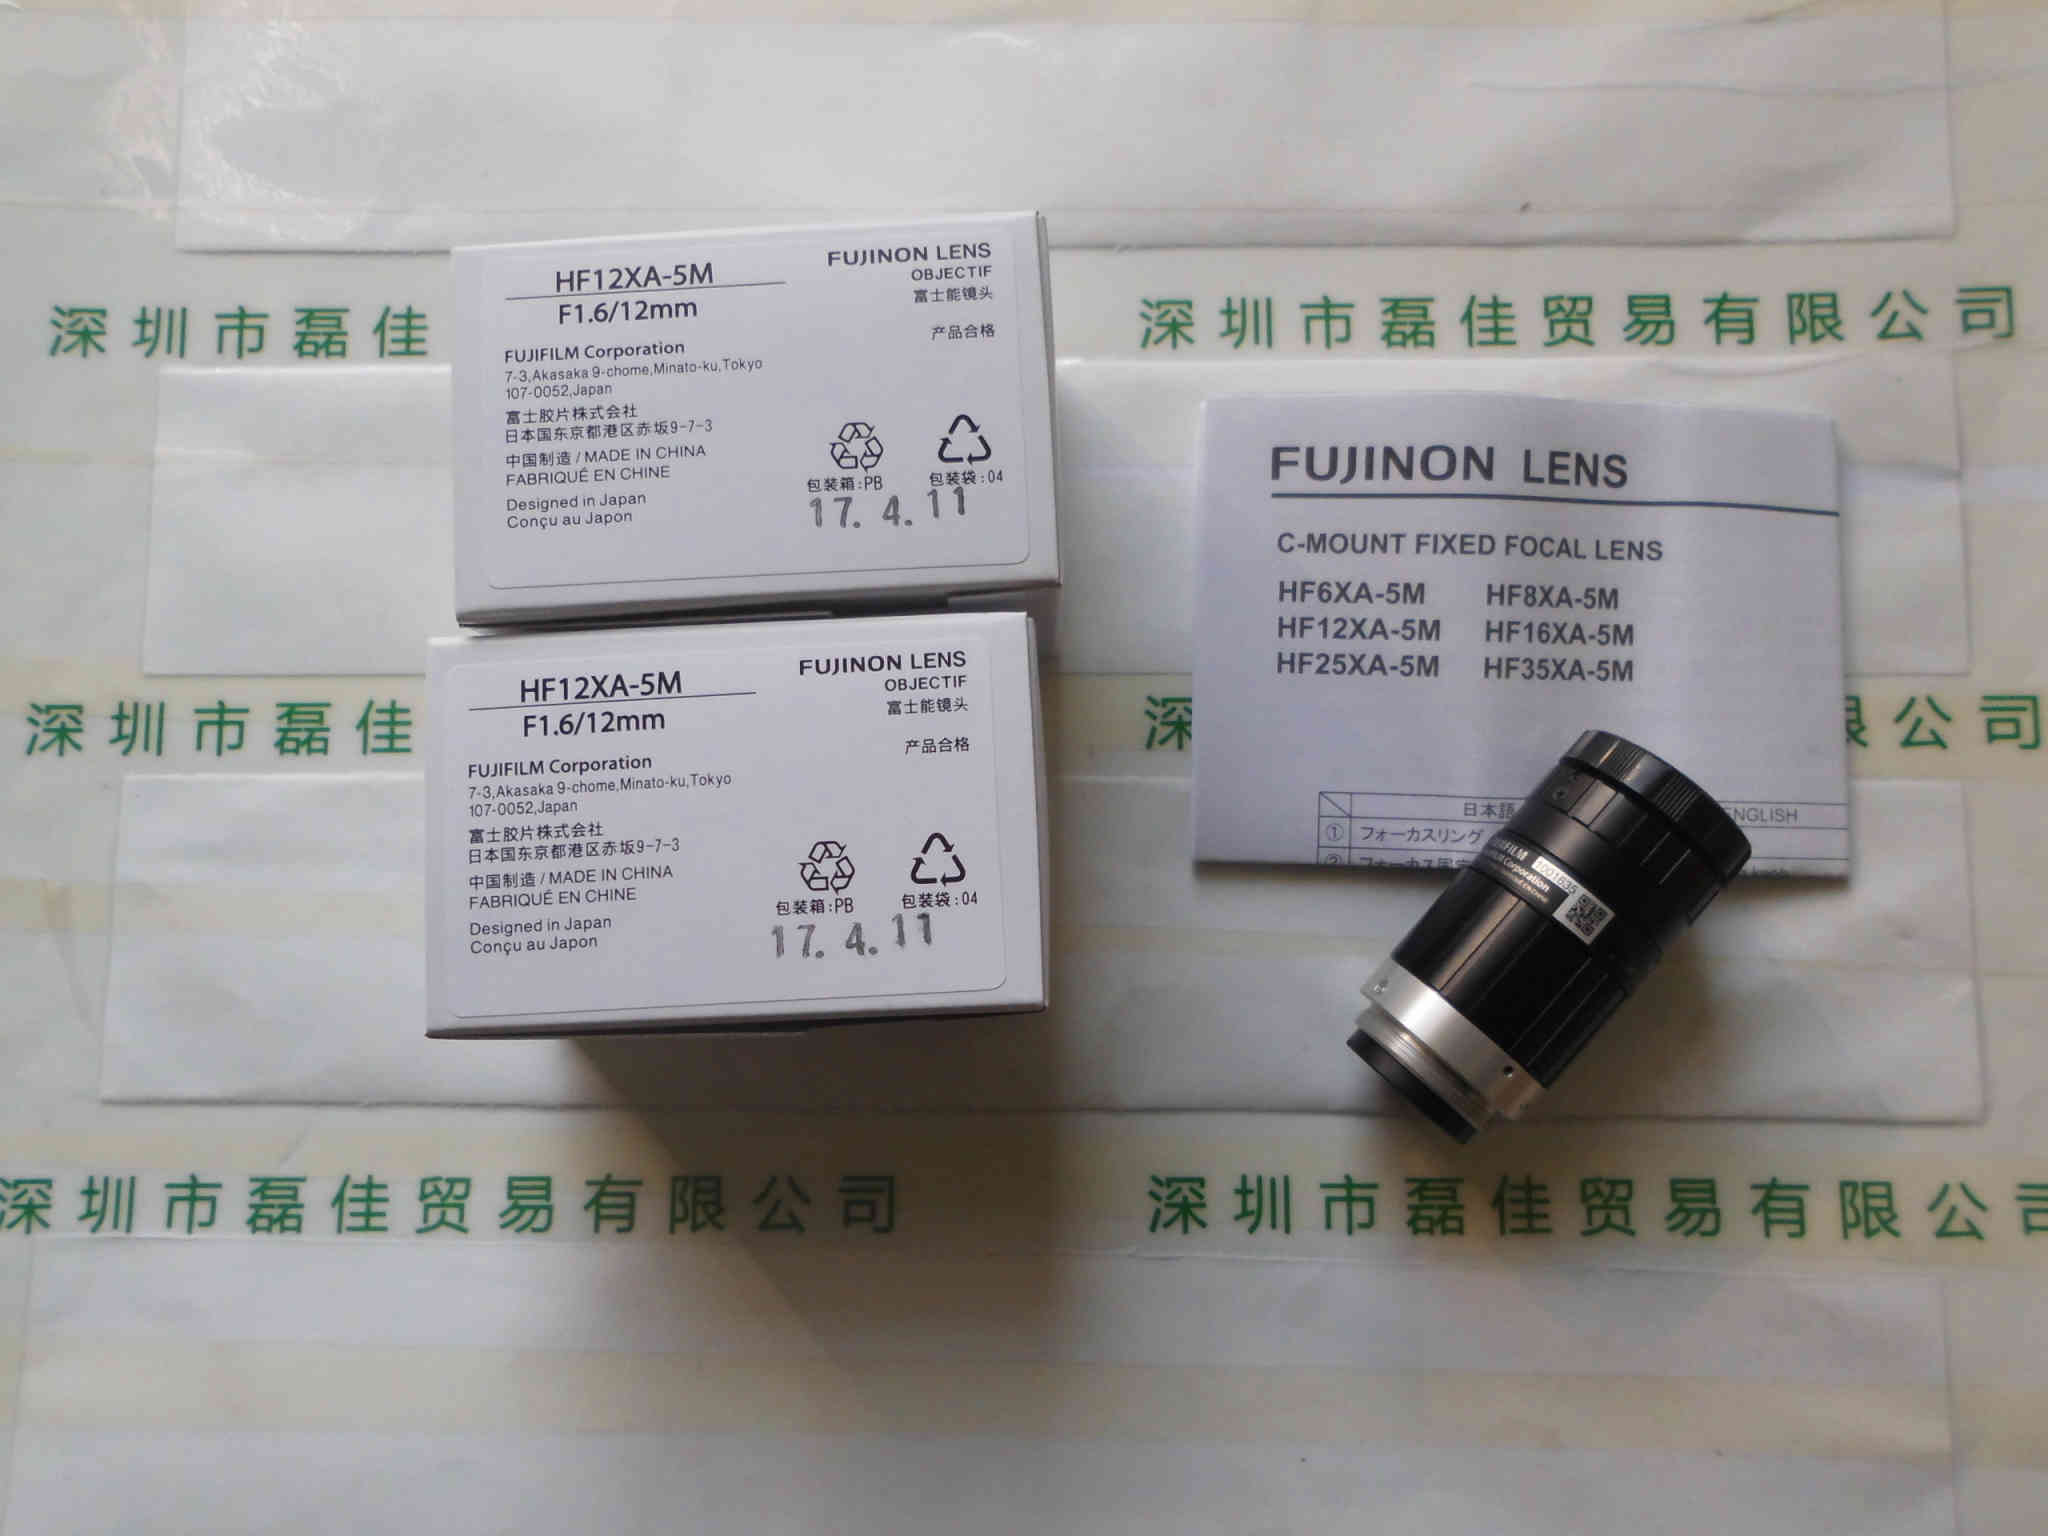 深圳市磊佳
深圳市磊佳贸易有限公司
HF12XA-5M
F1.6/12mm
FUJINON LENS
OBJECTIF
富士能镜头
产品合格
FUJIFILM Corporation
7-3,Akasaka 9-chome,Minato-ku,Tokyo
107-0052,Japan
富士胶片株式会社
日本国东京都港区赤坂9-7-3
中国制造 / MADE IN CHINA
FABRIQUÉ EN CHINE
Designed in Japan
Conçu au Japon
包装箱:PB
包装袋:04
17. 4. 11
FUJINON LENS
C-MOUNT FIXED FOCAL LENS
HF6XA-5M HF8XA-5M
HF12XA-5M HF16XA-5M
HF25XA-5M HF35XA-5M
日本語 ENGLISH
① フォーカスリング
② フォーカス固定
深圳市磊佳
深
限公司
HF12XA-5M
F1.6/12mm
FUJINON LENS
OBJECTIF
富士能镜头
产品合格
FUJIFILM Corporation
7-3,Akasaka 9-chome,Minato-ku,Tokyo
107-0052,Japan
富士胶片株式会社
日本国东京都港区赤坂9-7-3
中国制造 / MADE IN CHINA
FABRIQUÉ EN CHINE
Designed in Japan
Conçu au Japon
包装箱:PB
包装袋:04
17. 4. 11
Corporation
深圳市磊佳贸易有限公司
深圳市磊佳贸易有限公司